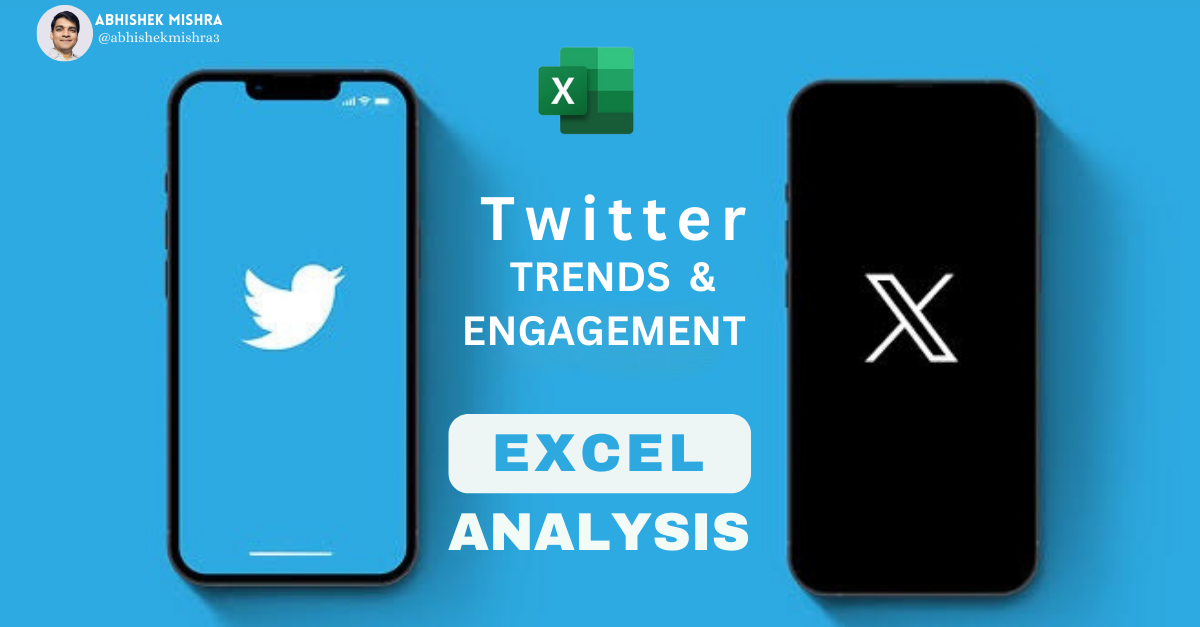 ABHISHEK MISHRA
@abhishekmishra3
X
Twitter
TRENDS &
ENGAGEMENT
EXCEL
ANALYSIS
X